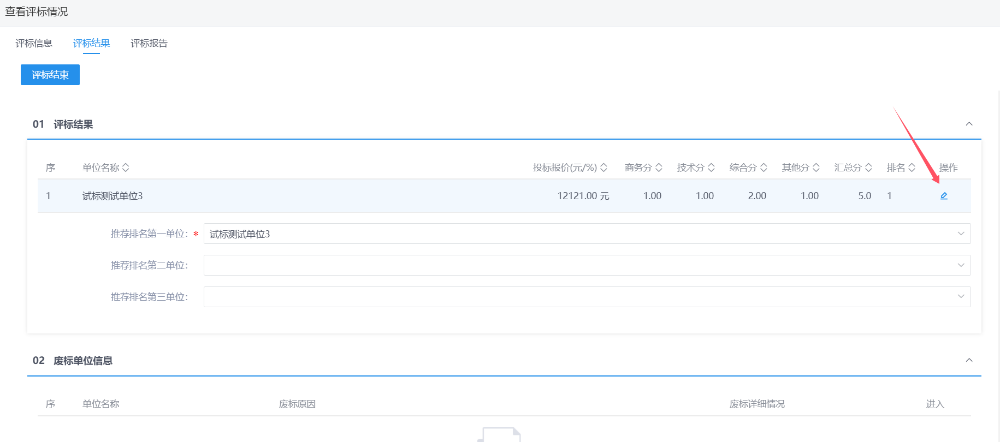 查看评标情况
评标信息 评标结果 评标报告
评标结束
01 评标结果
序 单位名称 投标报价(元/%) 商务分 技术分 综合分 其他分 汇总分 排名 操作
1 试标测试单位3 12121.00 元 1.00 1.00 2.00 1.00 5.0 1
推荐排名第一单位: * 试标测试单位3
推荐排名第二单位:
推荐排名第三单位:
02 废标单位信息
序 单位名称 废标原因 废标详细情况 进入